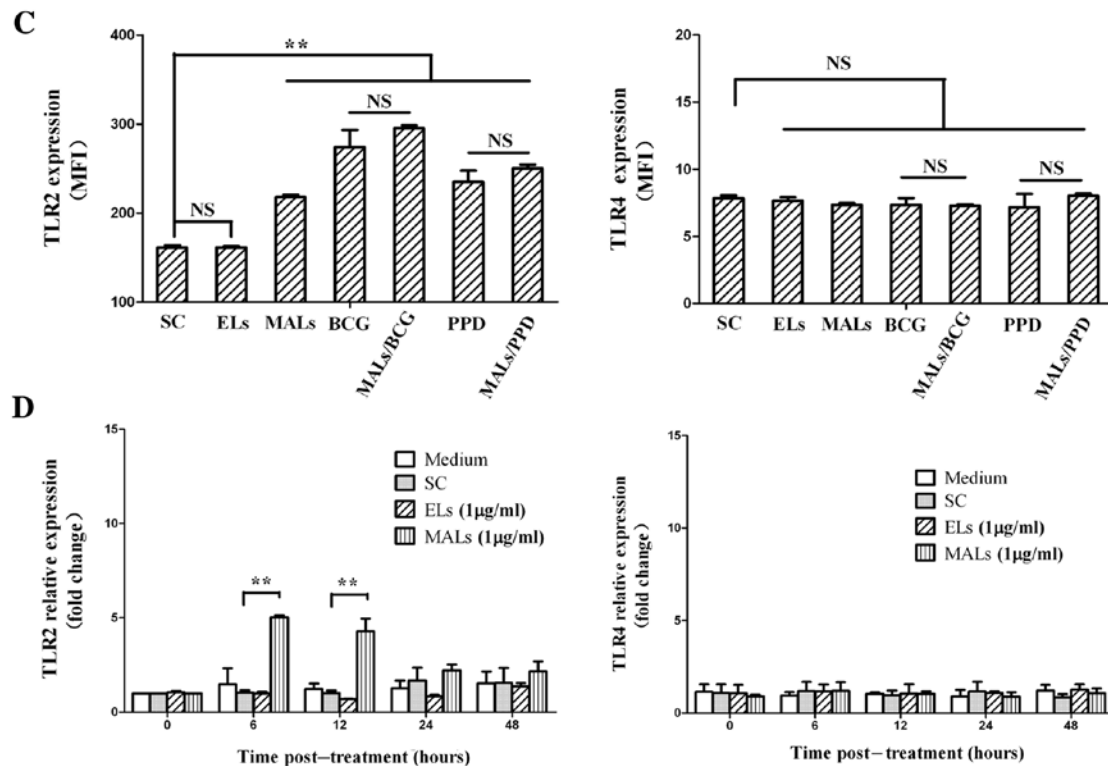 C
TLR2 expression
(MFI)
400
300
200
100
**
NS
NS
NS
SC
ELs
MALs
BCG
MALs/BCG
PPD
MALs/PPD
TLR4 expression
(MFI)
20
15
10
5
0
NS
NS
NS
SC
ELs
MALs
BCG
MALs/BCG
PPD
MALs/PPD
D
TLR2 relative expression
(fold change)
15
10
5
0
Medium
SC
ELs (1µg/ml)
MALs (1µg/ml)
**
**
0
6
12
24
48
Time post-treatment (hours)
TLR4 relative expression
(fold change)
15
10
5
0
Medium
SC
ELs (1µg/ml)
MALs (1µg/ml)
0
6
12
24
48
Time post-treatment (hours)